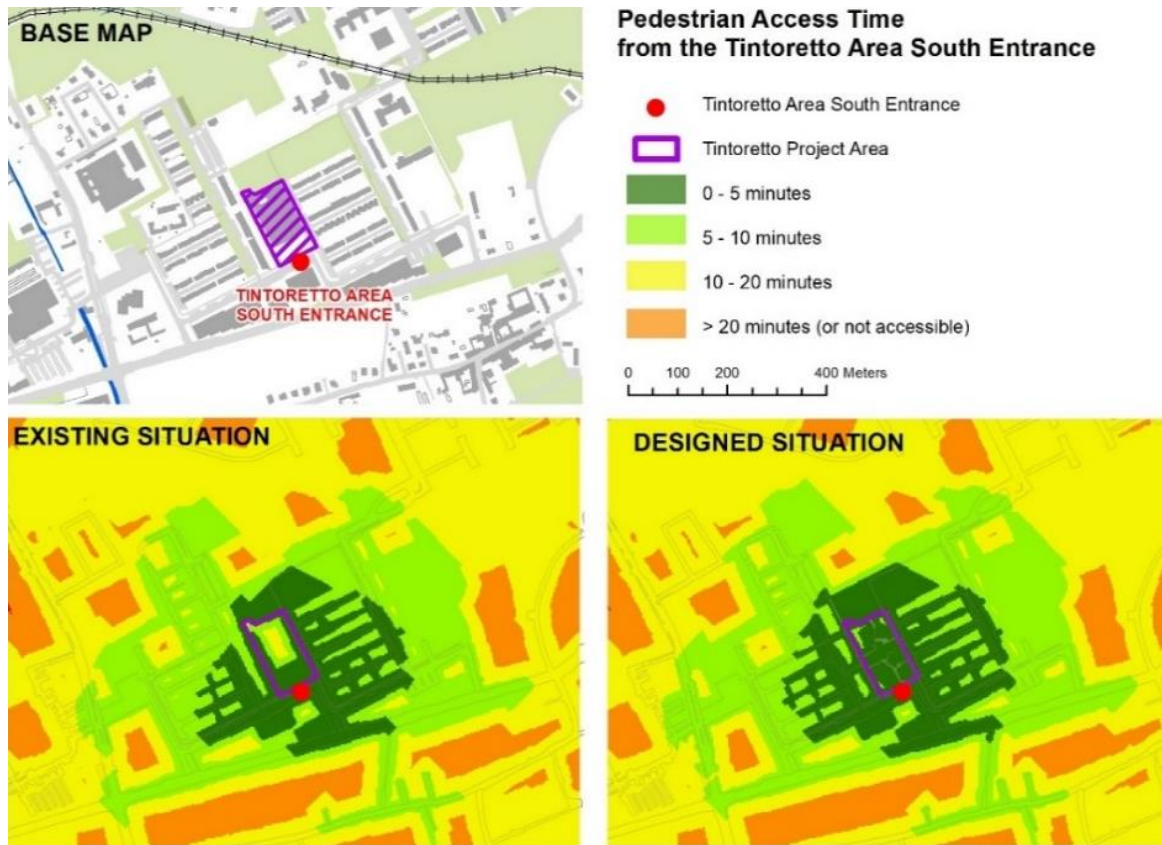 BASE MAP
TINTORETTO AREA
SOUTH ENTRANCE
Pedestrian Access Time
from the Tintoretto Area South Entrance
Tintoretto Area South Entrance
Tintoretto Project Area
0 - 5 minutes
5 - 10 minutes
10 - 20 minutes
> 20 minutes (or not accessible)
0 100 200 400 Meters
EXISTING SITUATION
DESIGNED SITUATION